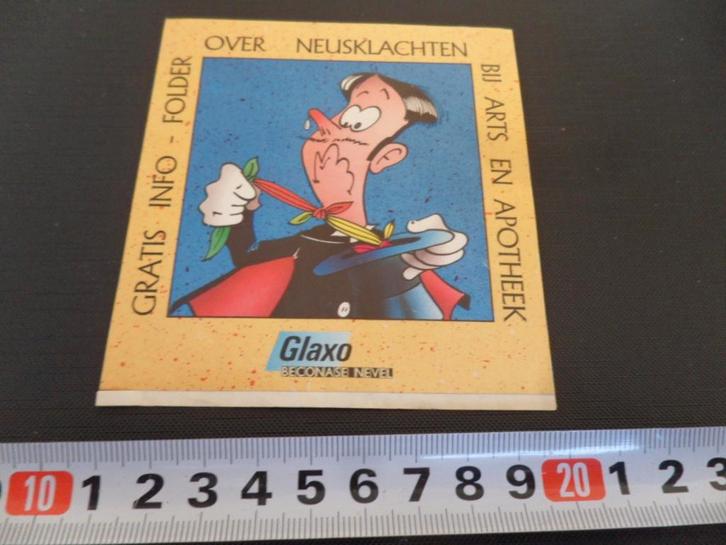 GRATIS INFO - FOLDER
OVER NEUSKLACHTEN
BIJ ARTS EN APOTHEEK
Glaxo
BECONASE NEVEL
10 1 2 3 4 5 6 7 8 9 20 1 2 3